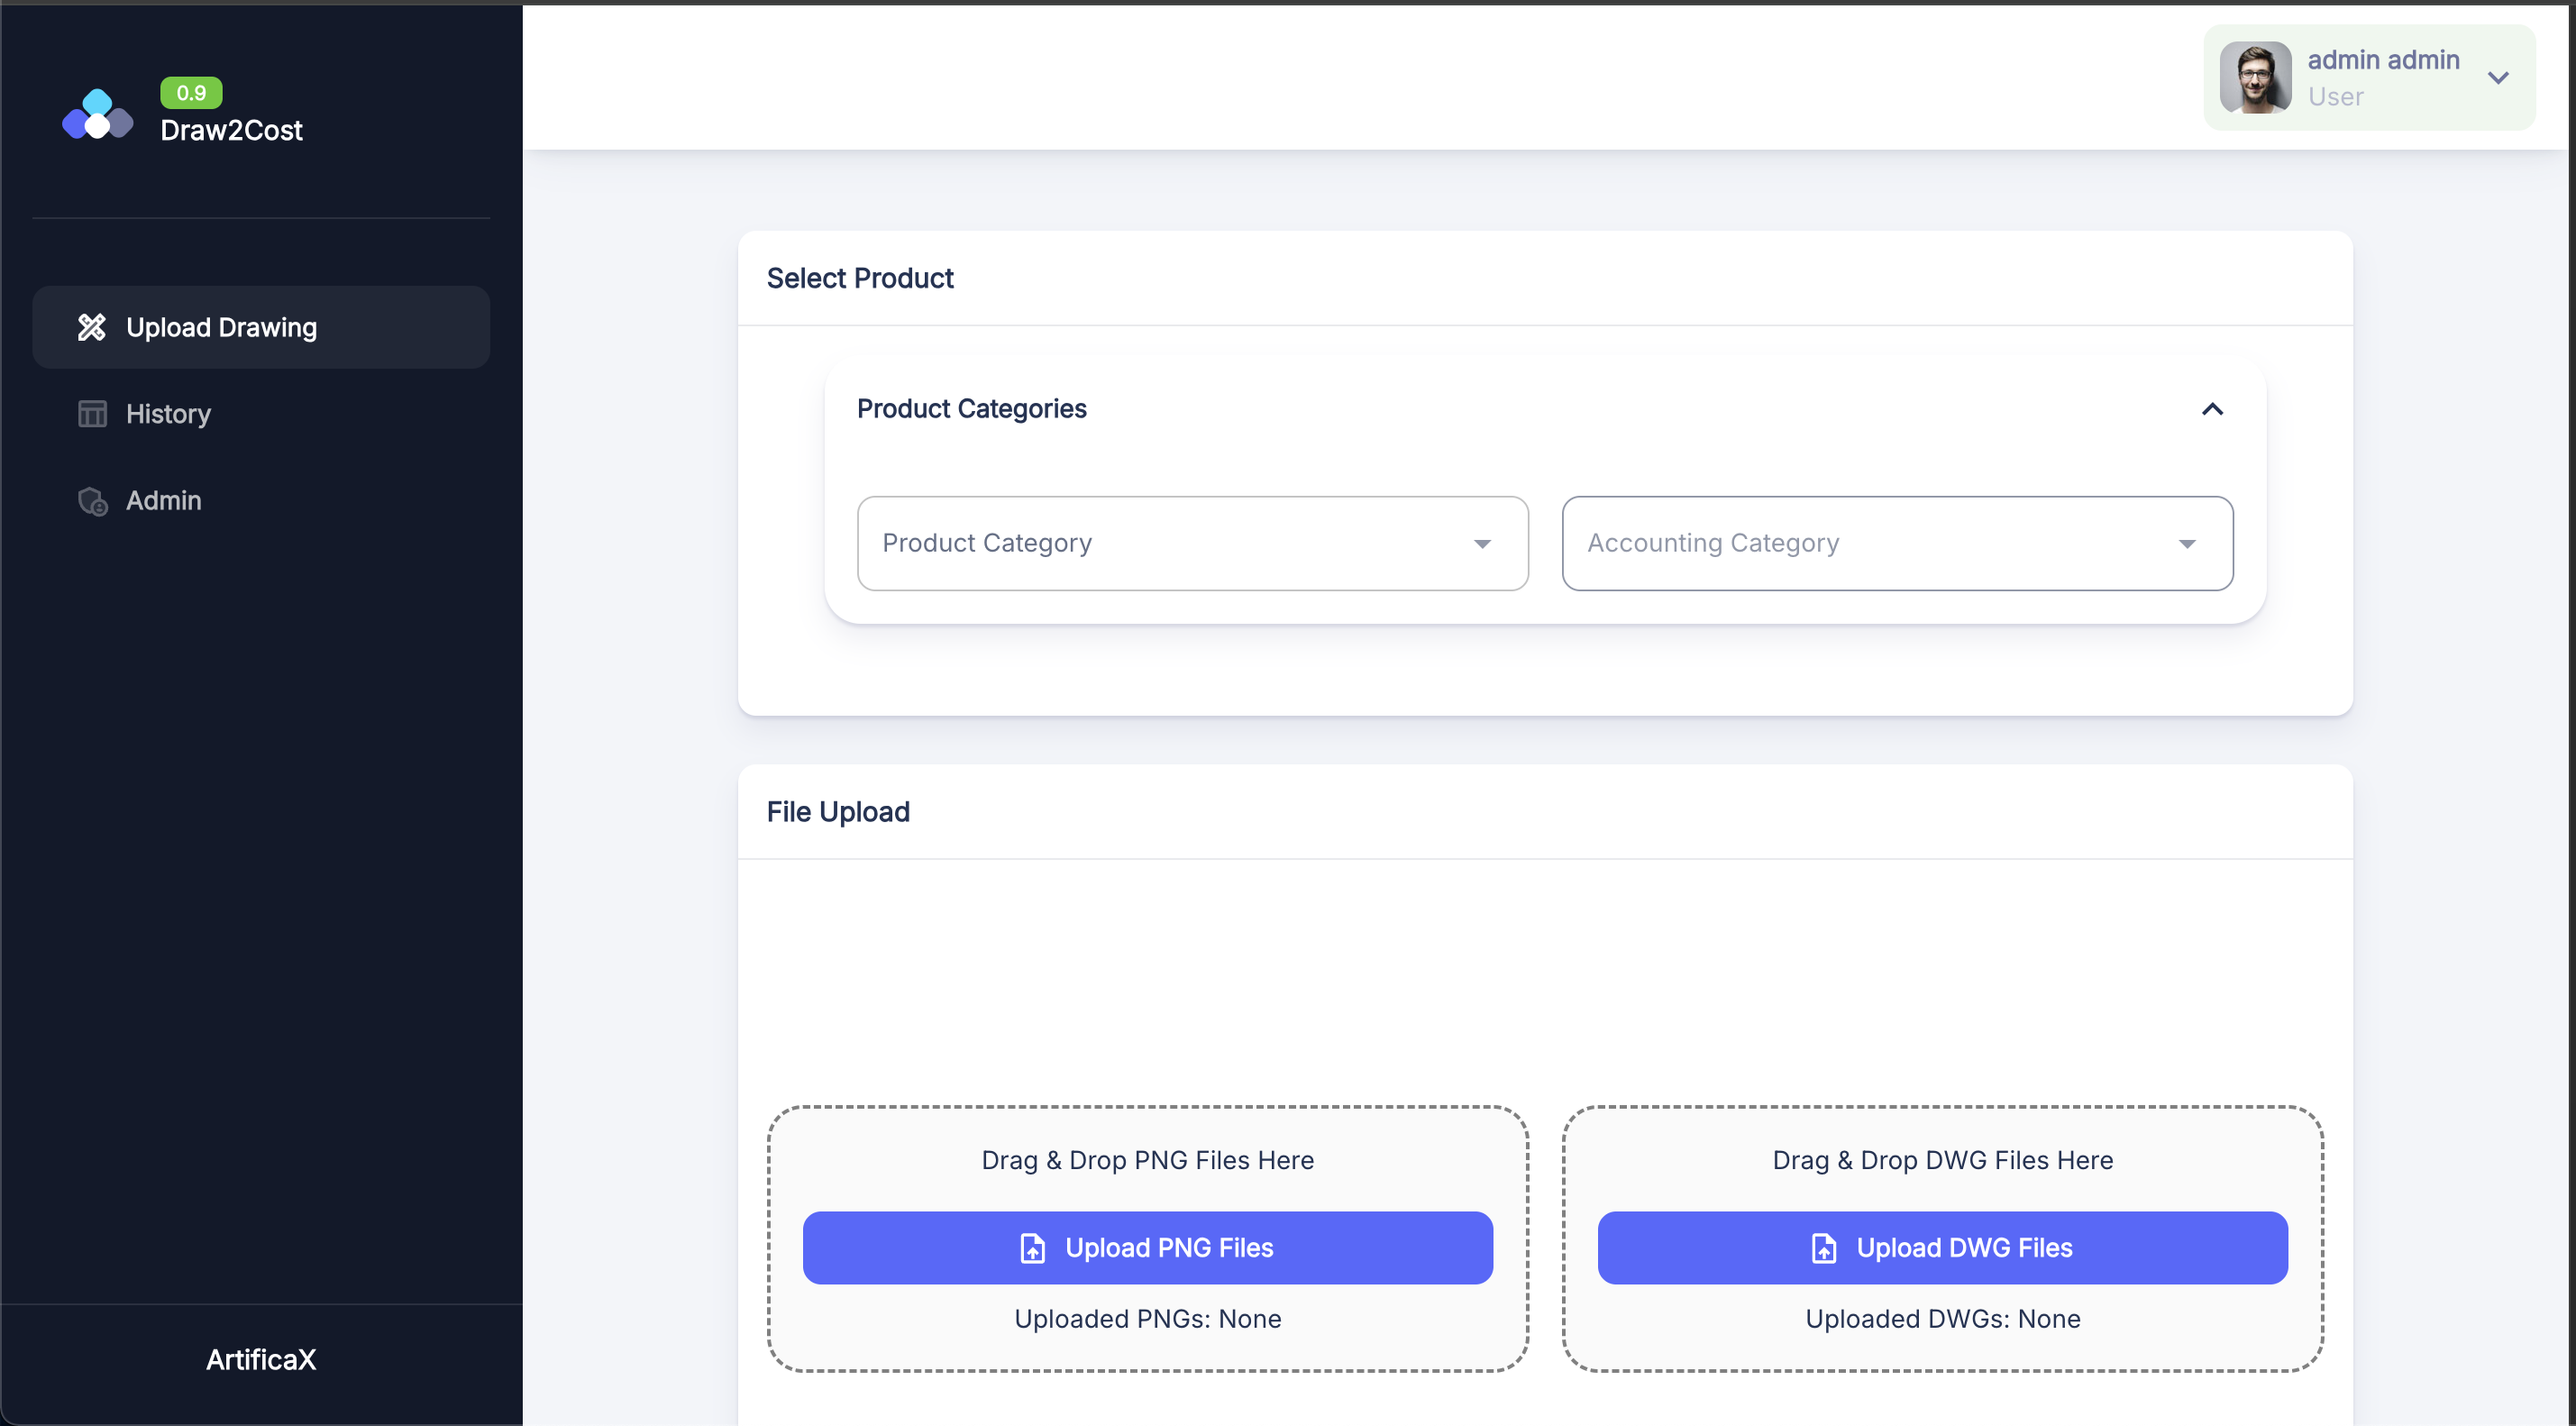 0.9
Draw2Cost
Upload Drawing
History
Admin
ArtificaX
admin admin
User
Select Product
Product Categories
Product Category
Accounting Category
File Upload
Drag & Drop PNG Files Here
Upload PNG Files
Uploaded PNGs: None
Drag & Drop DWG Files Here
Upload DWG Files
Uploaded DWGs: None